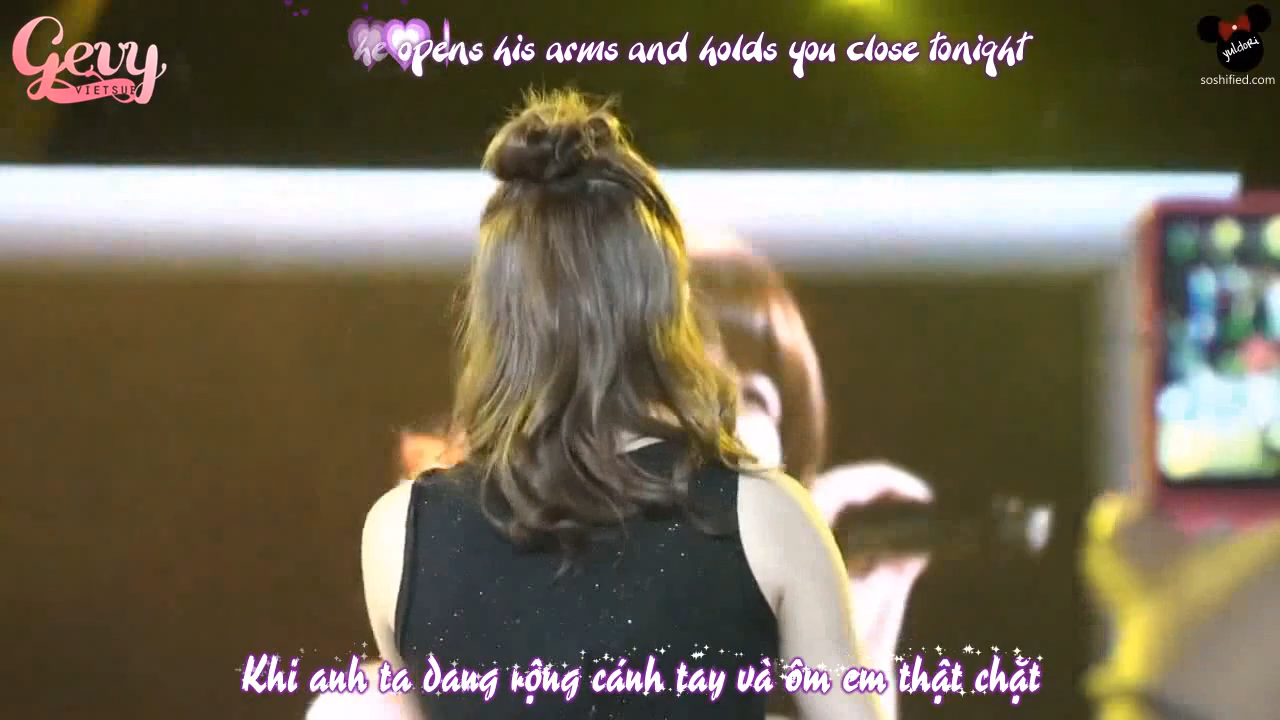 Gevy
VIETSUB
he opens his arms and holds you close tonight
yuldori
soshified.com
Khi anh ta dang rộng cánh tay và ôm em thật chặt